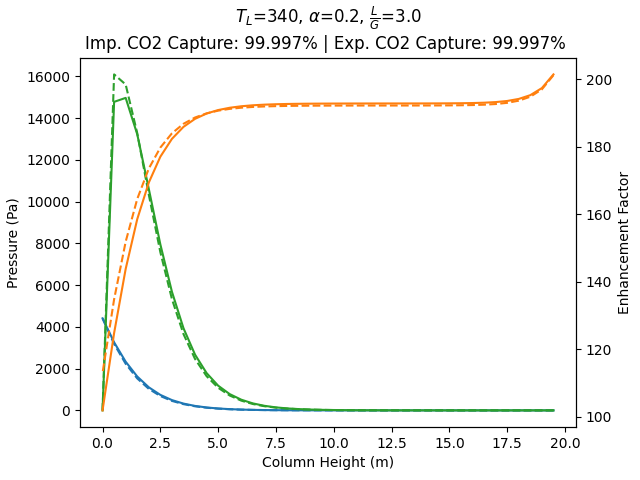 T_L=340, α=0.2, L/G=3.0
Imp. CO2 Capture: 99.997% | Exp. CO2 Capture: 99.997%
16000
14000
12000
10000
8000
6000
4000
2000
0
Pressure (Pa)
200
180
160
140
120
100
Enhancement Factor
0.0 2.5 5.0 7.5 10.0 12.5 15.0 17.5 20.0
Column Height (m)